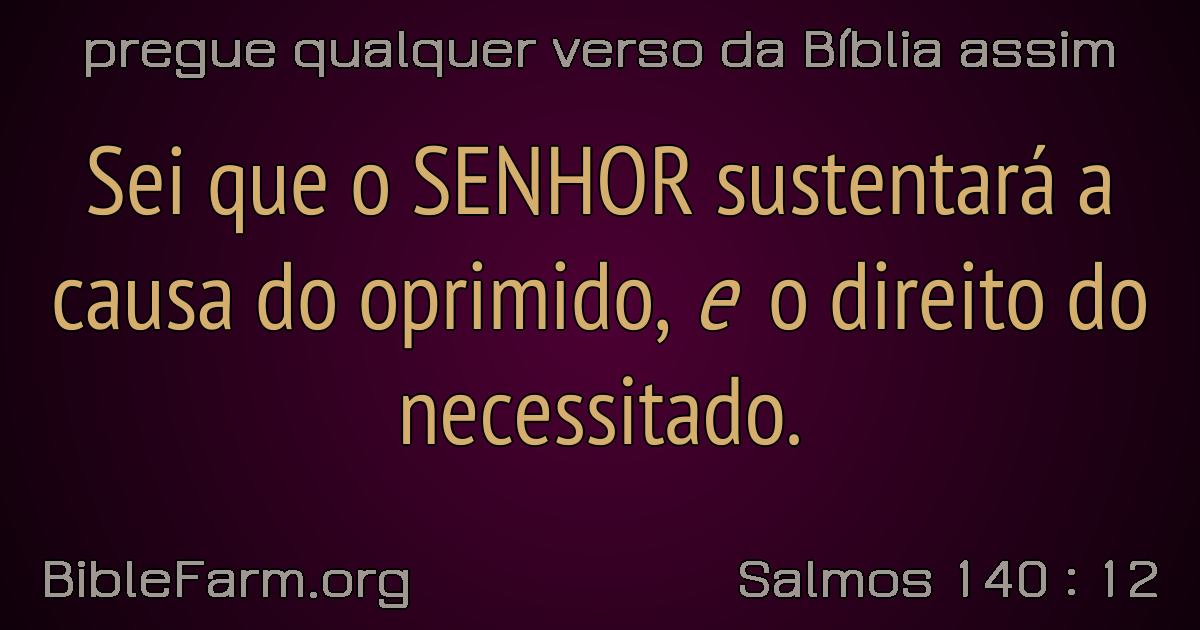 pregue qualquer verso da Bíblia assim
Sei que o SENHOR sustentará a
causa do oprimido, e o direito do
necessitado.
BibleFarm.org
Salmos 140 : 12